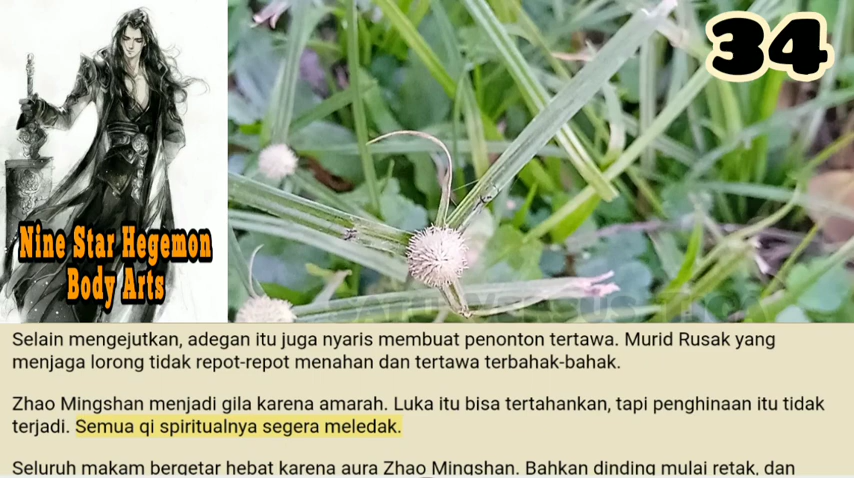 34
Nine Star Hegemon
Body Arts
Selain mengejutkan, adegan itu juga nyaris membuat penonton tertawa. Murid Rusak yang
menjaga lorong tidak repot-repot menahan dan tertawa terbahak-bahak.
Zhao Mingshan menjadi gila karena amarah. Luka itu bisa tertahankan, tapi penghinaan itu tidak
terjadi. Semua qi spiritualnya segera meledak.
Seluruh makam bergetar hebat karena aura Zhao Mingshan. Bahkan dinding mulai retak, dan